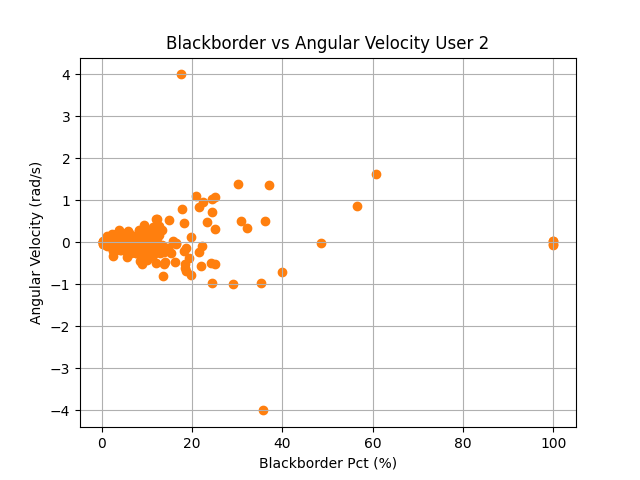 Blackborder vs Angular Velocity User 2
Angular Velocity (rad/s)
4
3
2
1
0
−1
−2
−3
−4
0 20 40 60 80 100
Blackborder Pct (%)